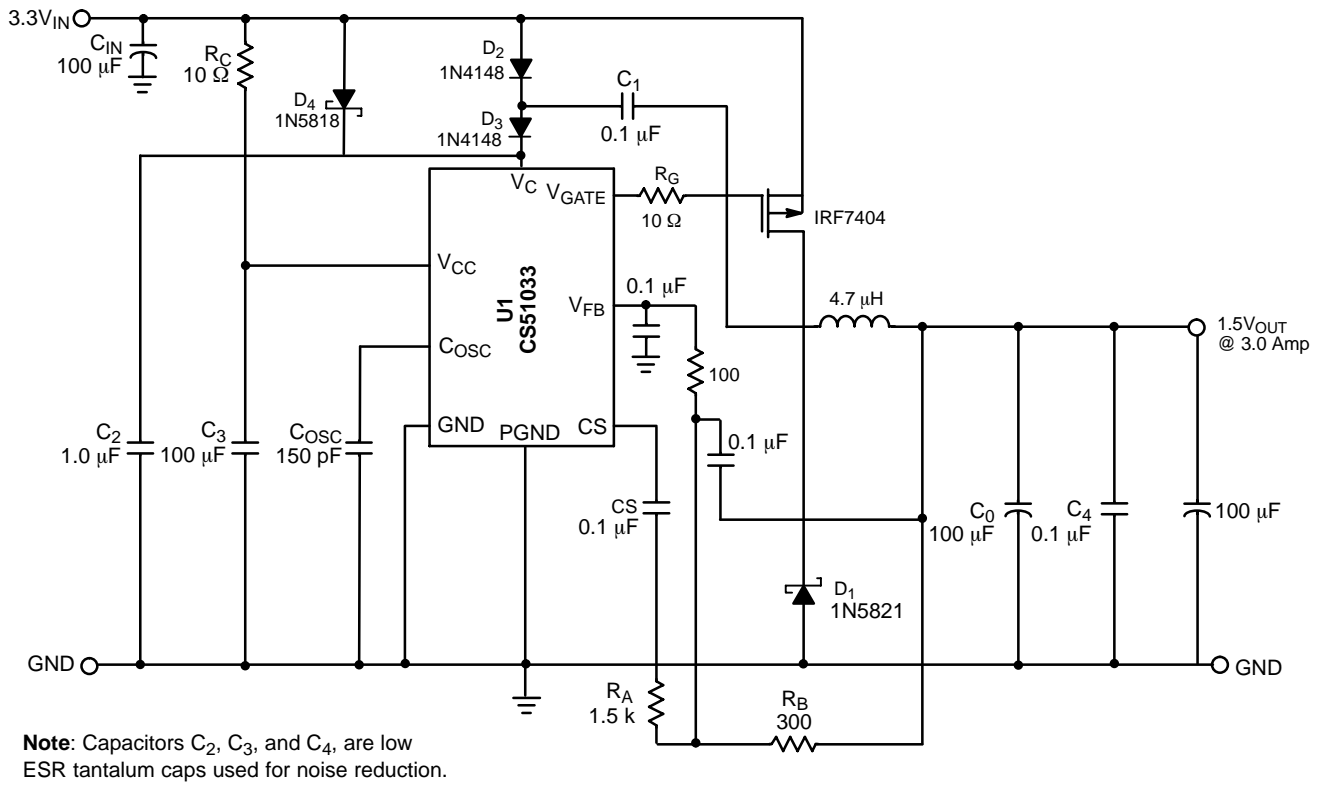 3.3VIN
CIN
100 µF
RC
10 Ω
D4
1N5818
D2
1N4148
D3
1N4148
C1
0.1 µF
VC
VGATE
RG
10 Ω
IRF7404
VCC
U1
CS51033
VFB
0.1 µF
4.7 µH
1.5VOUT
@ 3.0 Amp
COSC
100
GND
PGND
CS
C2
1.0 µF
C3
100 µF
COSC
150 pF
0.1 µF
CS
0.1 µF
C0
100 µF
C4
0.1 µF
100 µF
D1
1N5821
GND
GND
RA
1.5 k
RB
300
Note: Capacitors C2, C3, and C4, are low
ESR tantalum caps used for noise reduction.